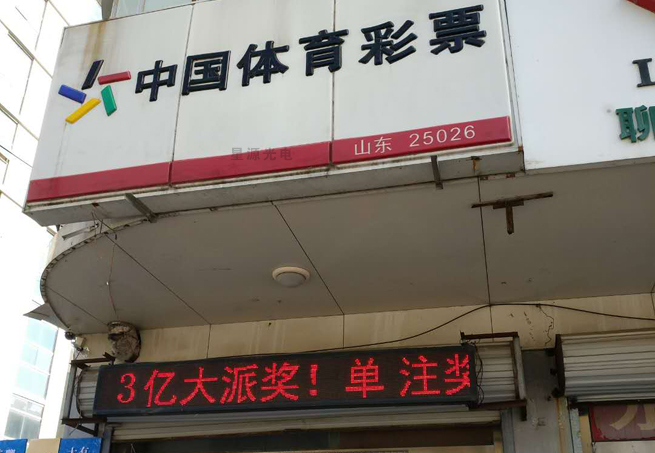 中国体育彩票
星源光电
山东 25026
聊
3亿大派奖！单注奖